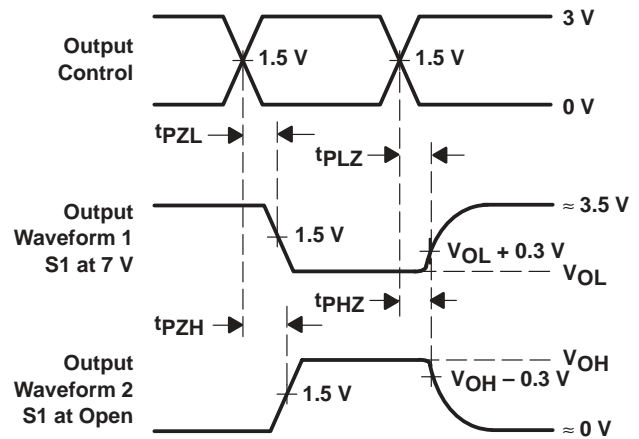 Output
Control
3 V
1.5 V
1.5 V
0 V
tPZL
tPLZ
Output
Waveform 1
S1 at 7 V
≈ 3.5 V
1.5 V
VOL + 0.3 V
VOL
tPZH
tPHZ
Output
Waveform 2
S1 at Open
VOH
1.5 V
VOH – 0.3 V
≈ 0 V